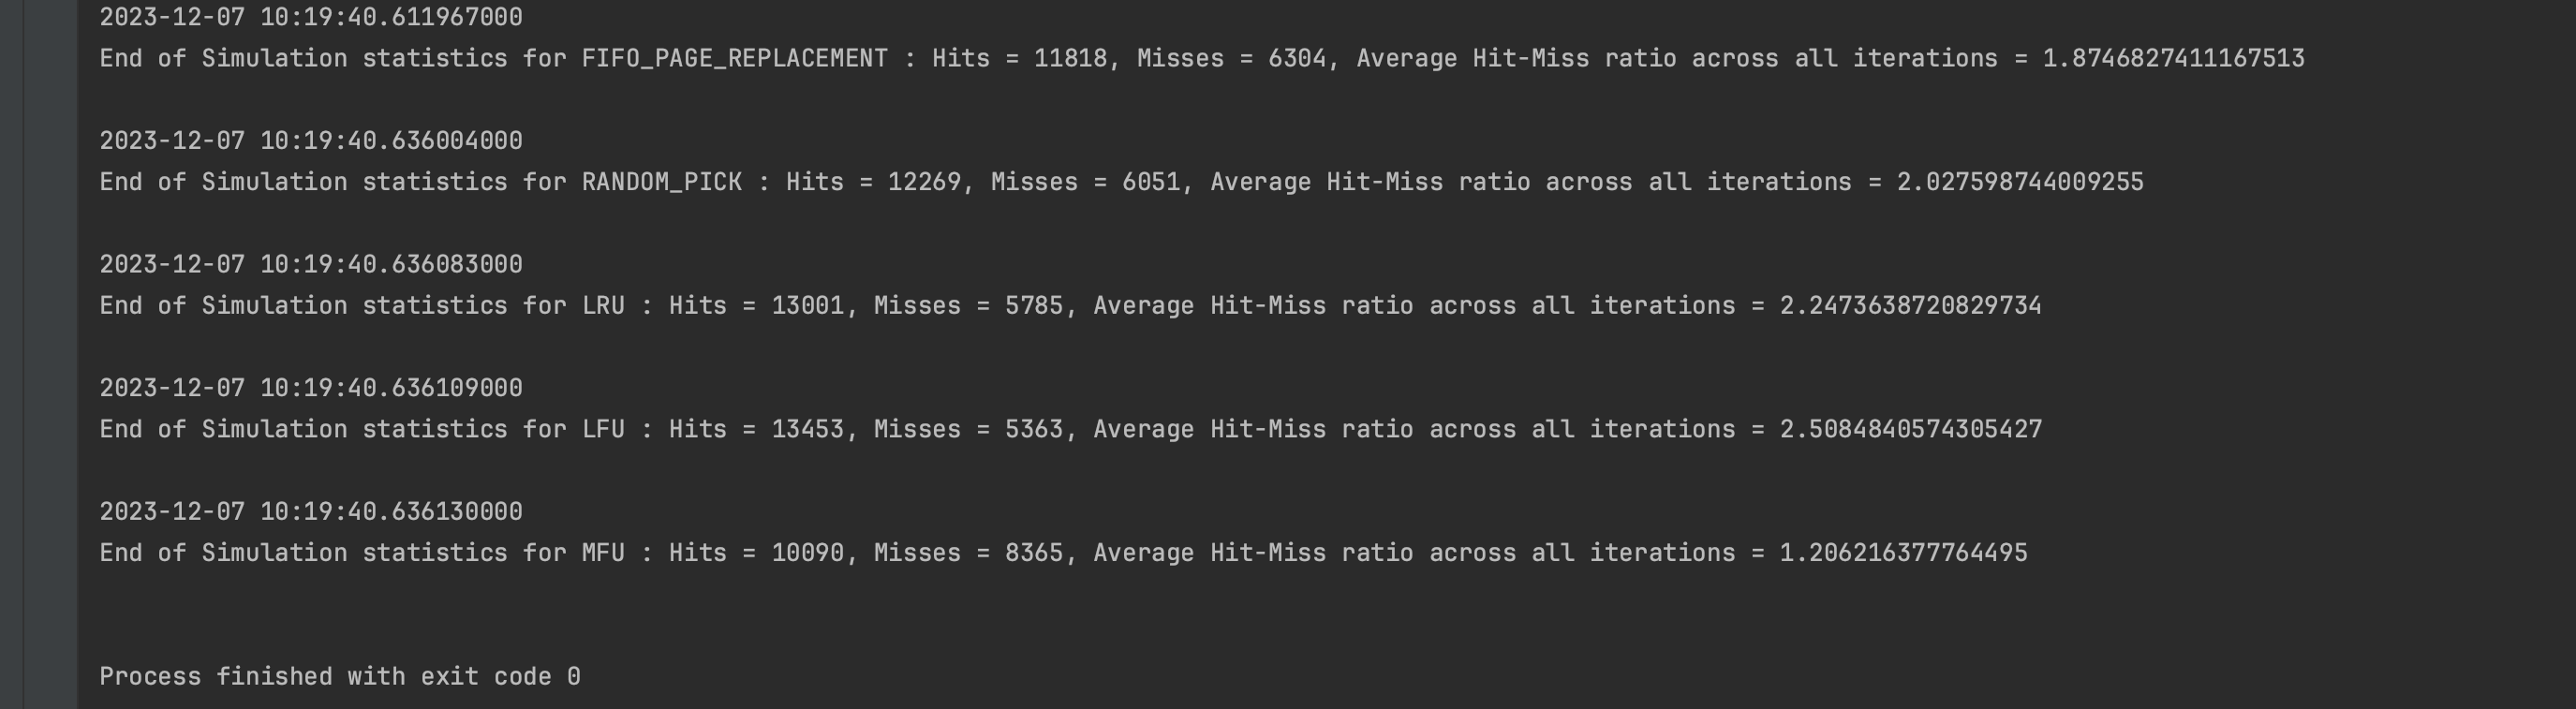 2023-12-07 10:19:40.611967000
End of Simulation statistics for FIFO_PAGE_REPLACEMENT : Hits = 11818, Misses = 6304, Average Hit-Miss ratio across all iterations = 1.8746827411167513
2023-12-07 10:19:40.636004000
End of Simulation statistics for RANDOM_PICK : Hits = 12269, Misses = 6051, Average Hit-Miss ratio across all iterations = 2.027598744009255
2023-12-07 10:19:40.636083000
End of Simulation statistics for LRU : Hits = 13001, Misses = 5785, Average Hit-Miss ratio across all iterations = 2.2473638720829734
2023-12-07 10:19:40.636109000
End of Simulation statistics for LFU : Hits = 13453, Misses = 5363, Average Hit-Miss ratio across all iterations = 2.5084840574305427
2023-12-07 10:19:40.636130000
End of Simulation statistics for MFU : Hits = 10090, Misses = 8365, Average Hit-Miss ratio across all iterations = 1.206216377764495
Process finished with exit code 0